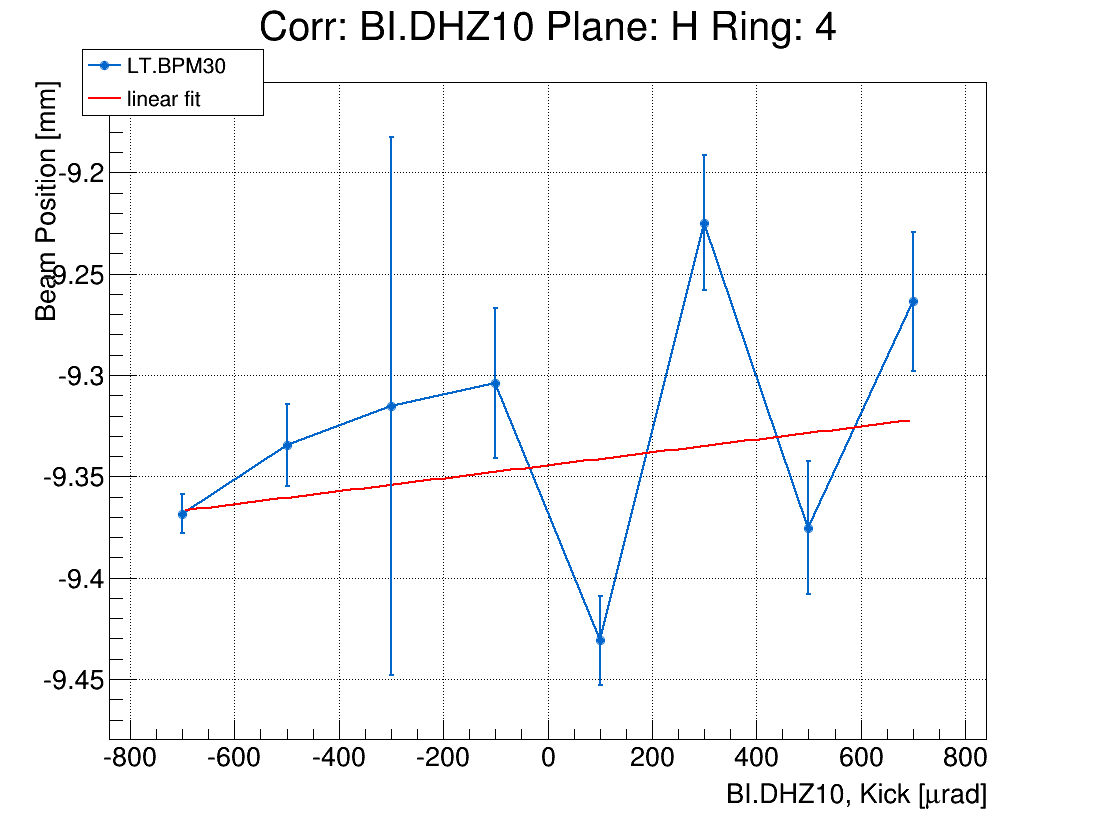 Corr: BI.DHZ10 Plane: H Ring: 4
LT.BPM30
linear fit
Beam Position [mm]
-9.2
-9.25
-9.3
-9.35
-9.4
-9.45
-800 -600 -400 -200 0 200 400 600 800
BI.DHZ10, Kick [μrad]